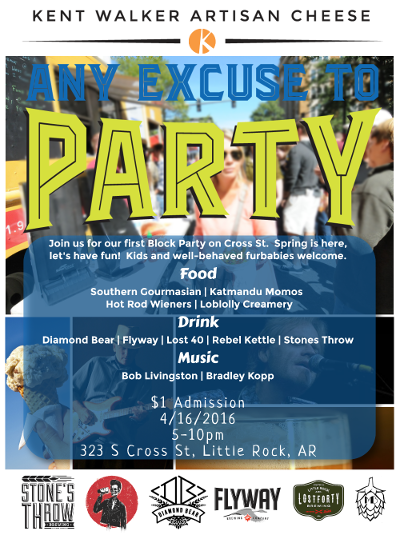 KENT WALKER ARTISAN CHEESE
K
ANY EXCUSE TO
PARTY
Join us for our first Block Party on Cross St. Spring is here,
let's have fun! Kids and well-behaved furbabies welcome.
Food
Southern Gourmasian | Katmandu Momos
Hot Rod Wieners | Loblolly Creamery
Drink
Diamond Bear | Flyway | Lost 40 | Rebel Kettle | Stones Throw
Music
Bob Livingston | Bradley Kopp
$1 Admission
4/16/2016
5-10pm
323 S Cross St, Little Rock, AR
STONE'S
THROW
BREWING
DIAMOND BEAR
FLYWAY
BREWING COMPANY
LOST FORTY